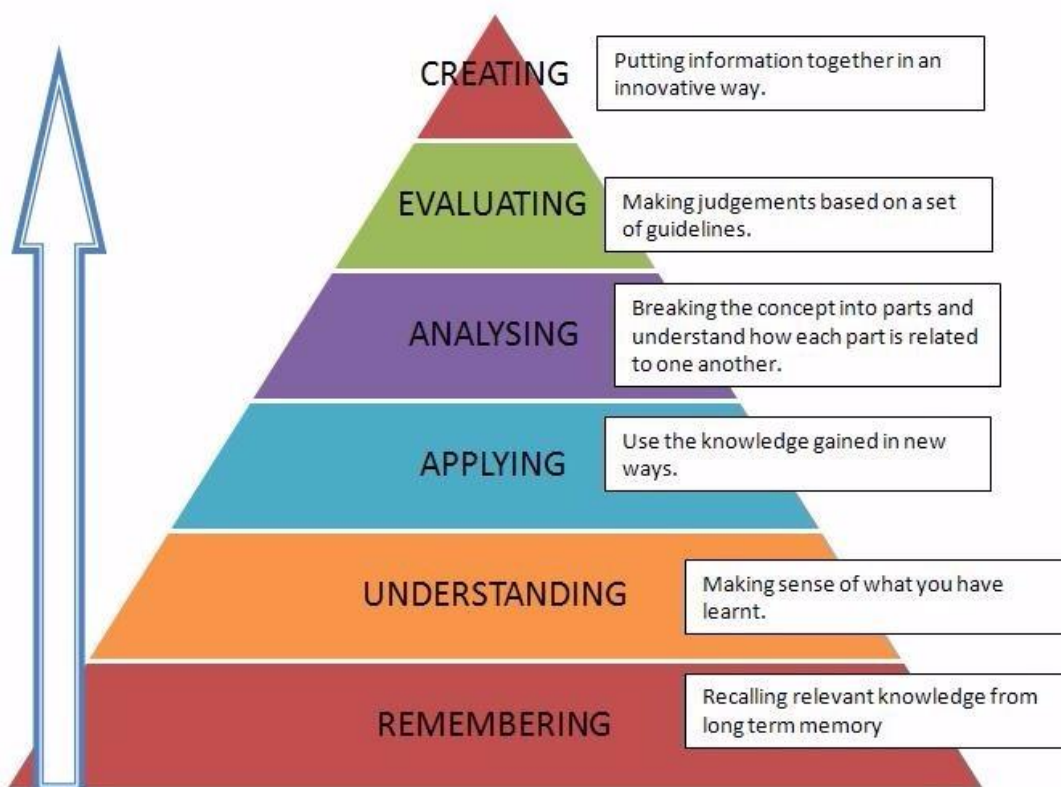 CREATING
Putting information together in an
innovative way.
EVALUATING
Making judgements based on a set
of guidelines.
ANALYSING
Breaking the concept into parts and
understand how each part is related
to one another.
APPLYING
Use the knowledge gained in new
ways.
UNDERSTANDING
Making sense of what you have
learnt.
REMEMBERING
Recalling relevant knowledge from
long term memory